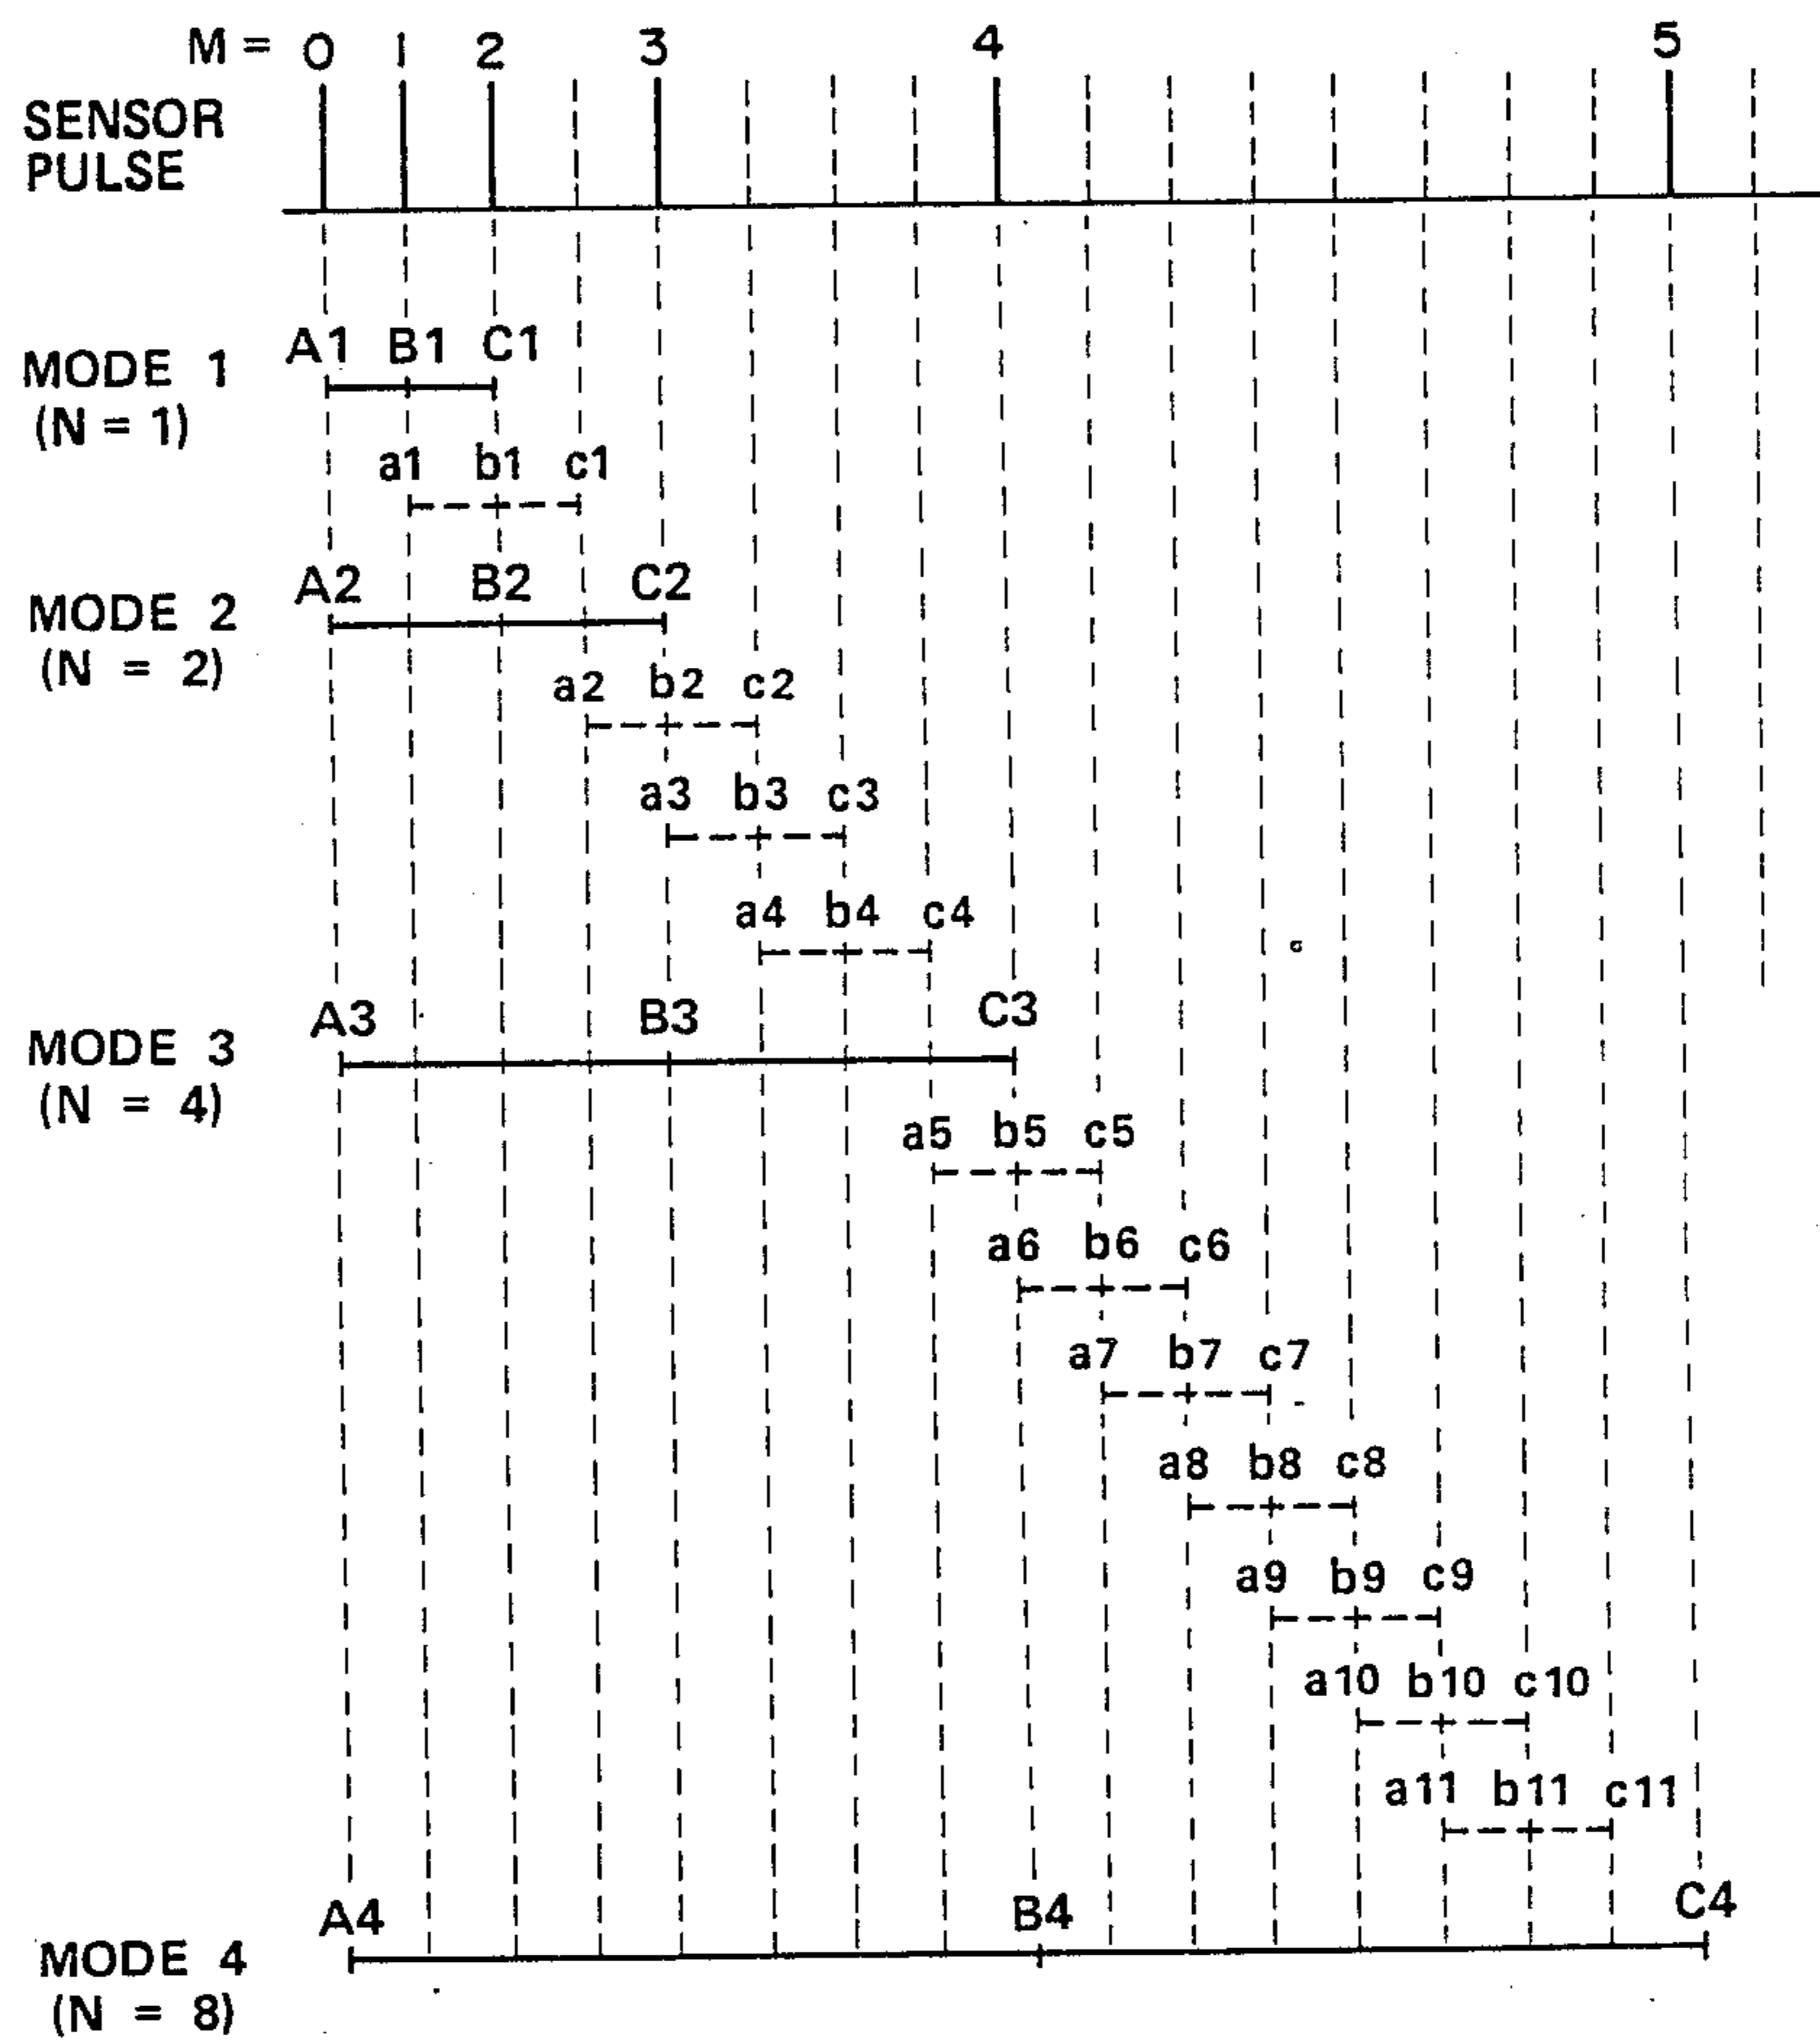 M = 0 1 2 3 4 5
SENSOR
PULSE
A1 B1 C1
MODE 1
(N = 1)
a1 b1 c1
A2 B2 C2
MODE 2
(N = 2)
a2 b2 c2
a3 b3 c3
a4 b4 c4
A3 B3 C3
MODE 3
(N = 4)
a5 b5 c5
a6 b6 c6
a7 b7 c7
a8 b8 c8
a9 b9 c9
a10 b10 c10
a11 b11 c11
A4 B4 C4
MODE 4
(N = 8)